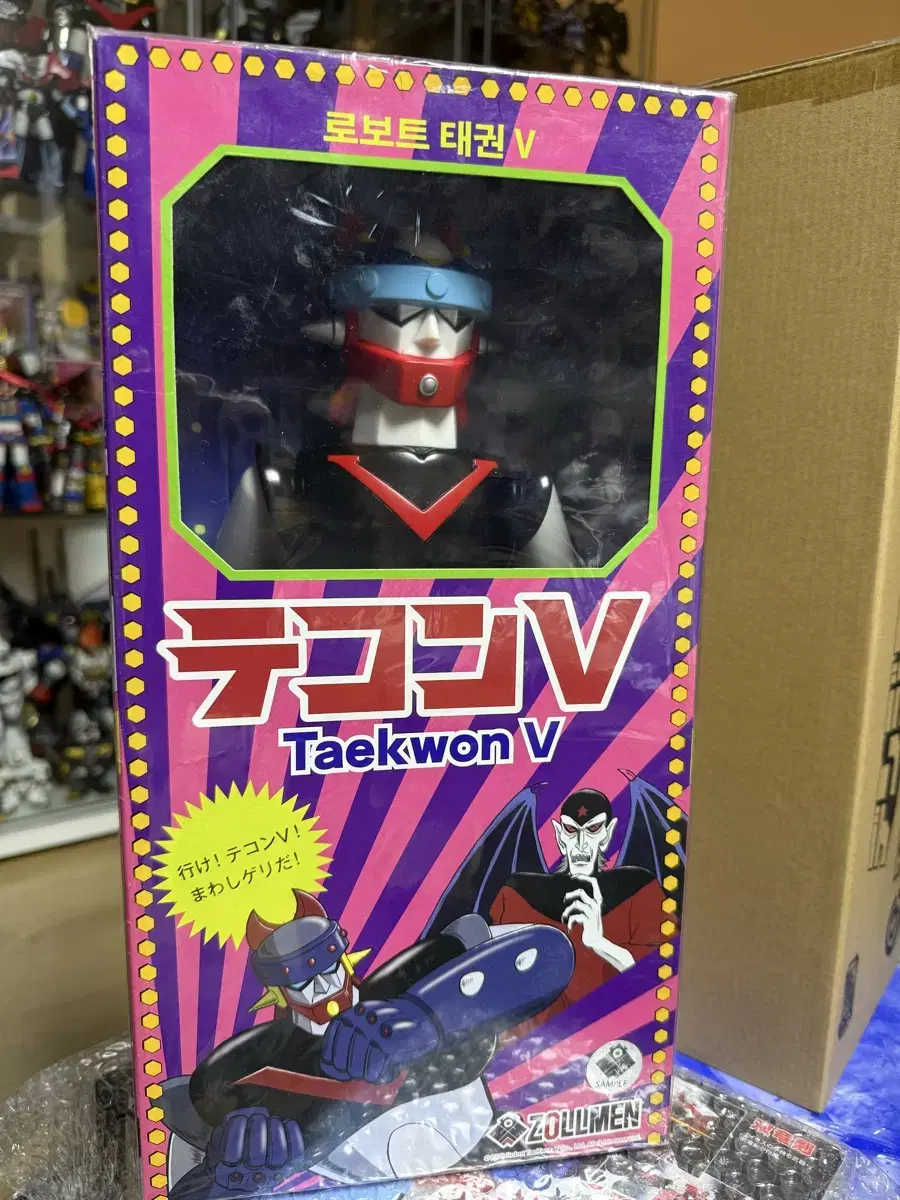 로보트 태권 V
テコンV
Taekwon V
行け！テコンV！
まわしゲリだ！
SAMPLE
ZOLLMEN